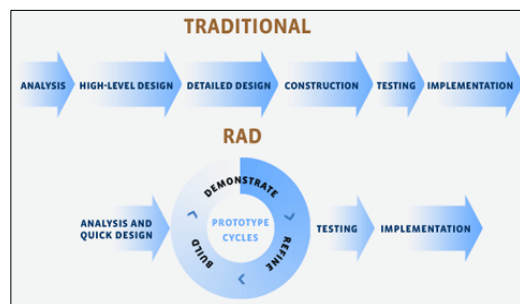 TRADITIONAL
ANALYSIS HIGH-LEVEL DESIGN DETAILED DESIGN CONSTRUCTION TESTING IMPLEMENTATION
RAD
DEMONSTRATE
ANALYSIS AND
QUICK DESIGN
PROTOTYPE
CYCLES
BUILD
REFINE
TESTING IMPLEMENTATION